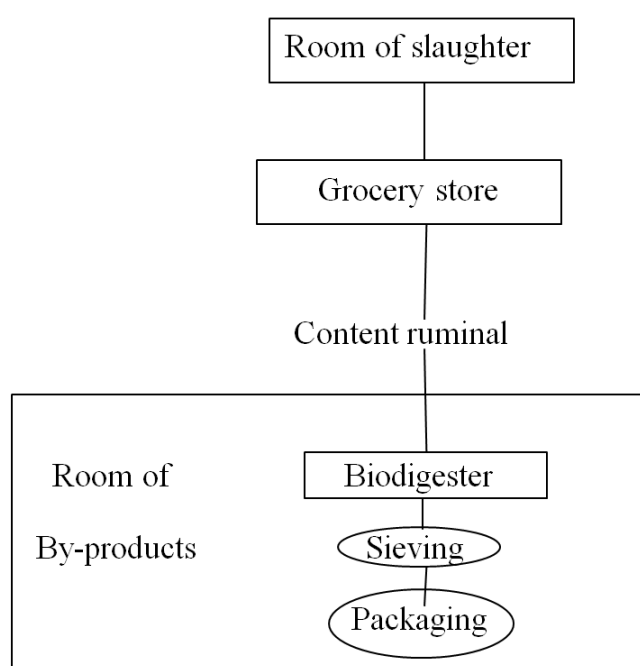 Room of slaughter
Grocery store
Content ruminal
Room of
Biodigester
By-products
Sieving
Packaging